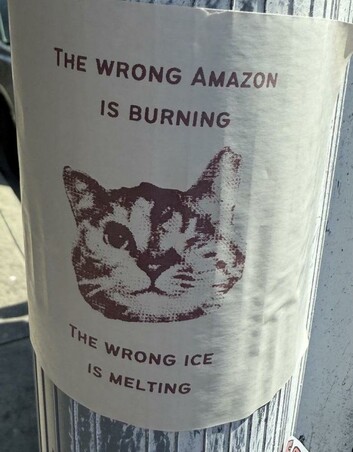 The wrong Amazon
is burning
The wrong ice
is melting